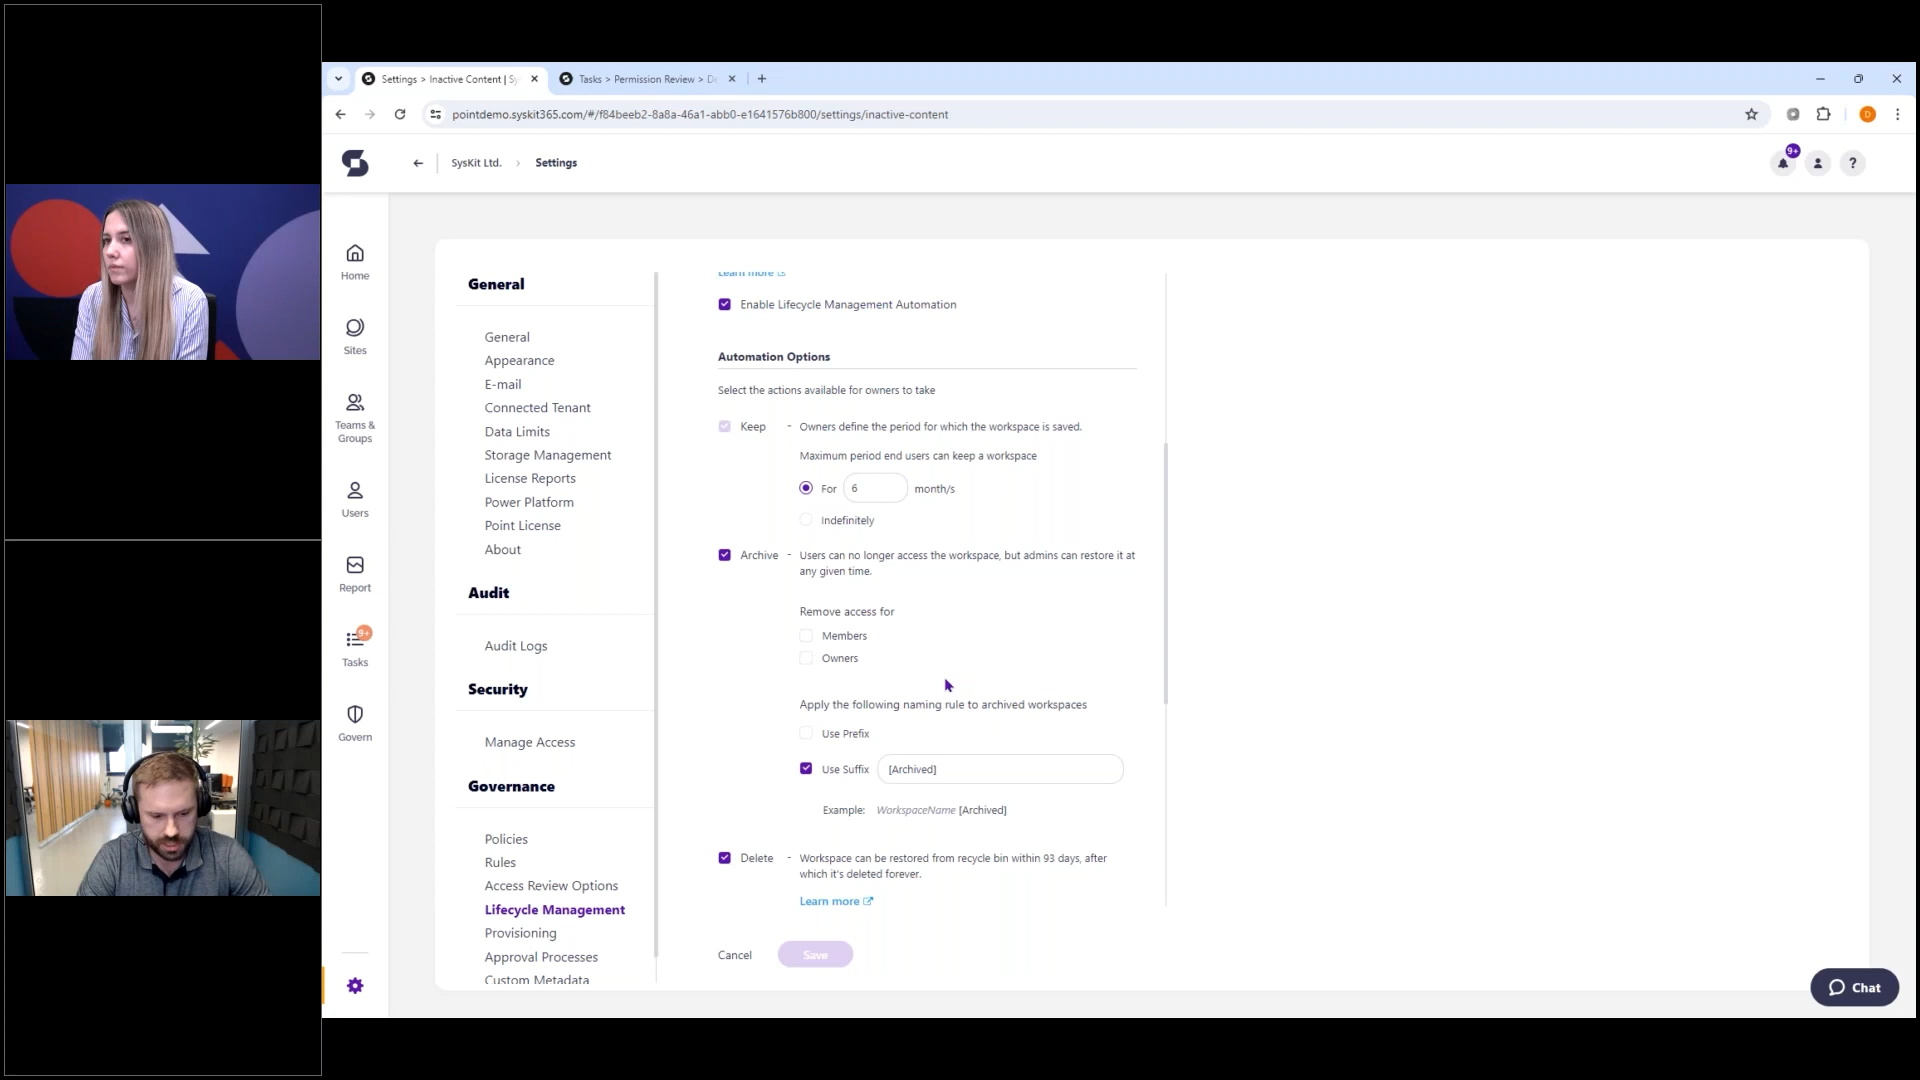 Settings > Inactive Content | Sy
Tasks > Permission Review > De
pointdemo.syskit365.com/#/f84beeb2-8a8a-46a1-abb0-e1641576b800/settings/inactive-content
D
SysKit Ltd. > Settings
9+
?
Home
Sites
Teams &
Groups
Users
Report
9+
Tasks
Govern
General
General
Appearance
E-mail
Connected Tenant
Data Limits
Storage Management
License Reports
Power Platform
Point License
About
Audit
Audit Logs
Security
Manage Access
Governance
Policies
Rules
Access Review Options
Lifecycle Management
Provisioning
Approval Processes
Custom Metadata
Learn more
Enable Lifecycle Management Automation
Automation Options
Select the actions available for owners to take
Keep - Owners define the period for which the workspace is saved.
Maximum period end users can keep a workspace
For 6 month/s
Indefinitely
Archive - Users can no longer access the workspace, but admins can restore it at
any given time.
Remove access for
Members
Owners
Apply the following naming rule to archived workspaces
Use Prefix
Use Suffix [Archived]
Example: WorkspaceName [Archived]
Delete - Workspace can be restored from recycle bin within 93 days, after
which it's deleted forever.
Learn more
Cancel
Save
Chat